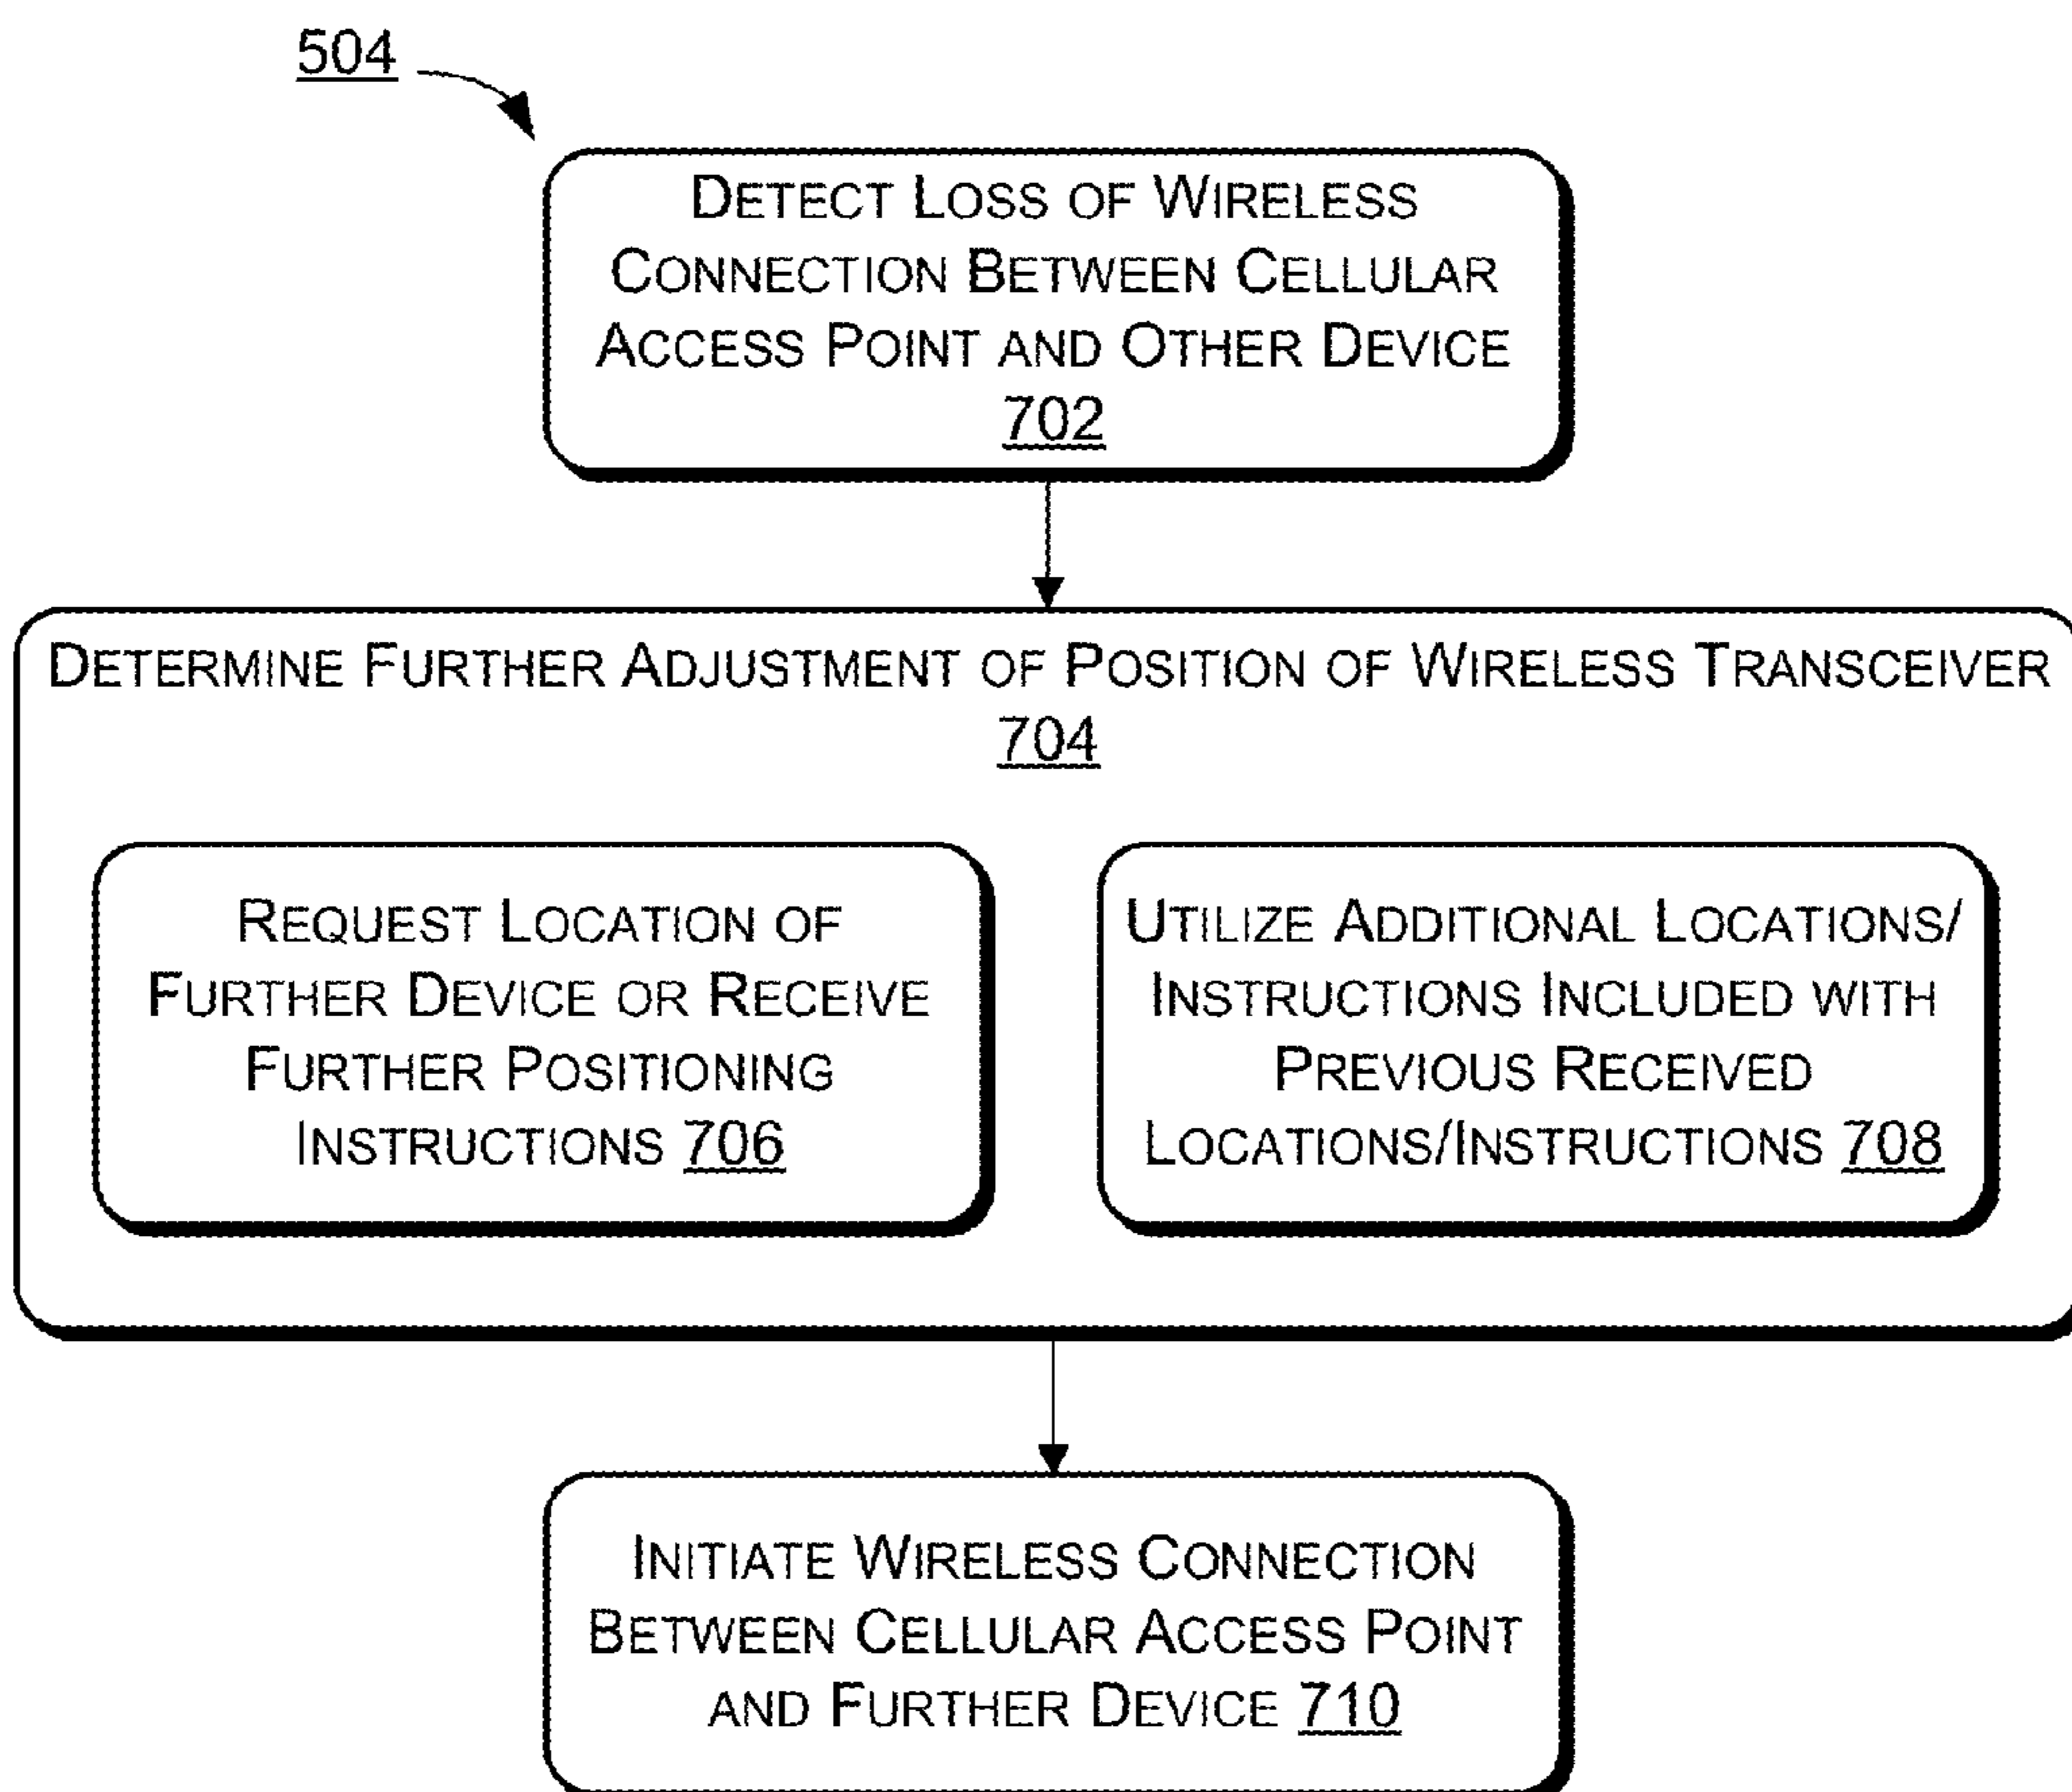 504
DETECT LOSS OF WIRELESS
CONNECTION BETWEEN CELLULAR
ACCESS POINT AND OTHER DEVICE
702
DETERMINE FURTHER ADJUSTMENT OF POSITION OF WIRELESS TRANSCEIVER
704
REQUEST LOCATION OF
FURTHER DEVICE OR RECEIVE
FURTHER POSITIONING
INSTRUCTIONS 706
UTILIZE ADDITIONAL LOCATIONS/
INSTRUCTIONS INCLUDED WITH
PREVIOUS RECEIVED
LOCATIONS/INSTRUCTIONS 708
INITIATE WIRELESS CONNECTION
BETWEEN CELLULAR ACCESS POINT
AND FURTHER DEVICE 710